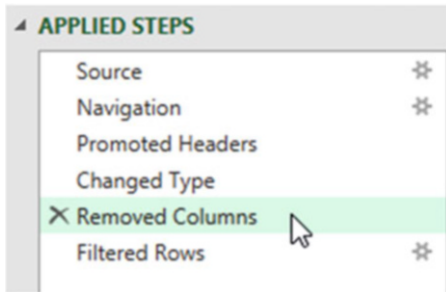 APPLIED STEPS
Source
Navigation
Promoted Headers
Changed Type
Removed Columns
Filtered Rows